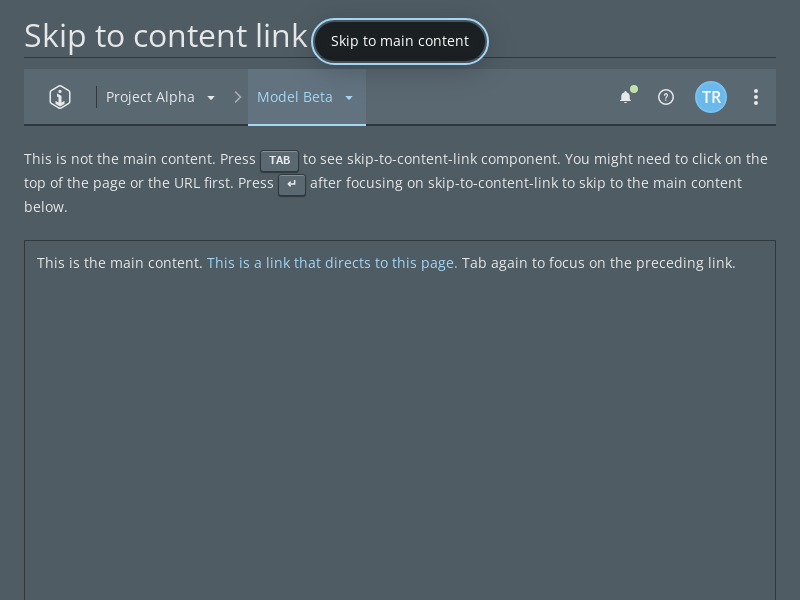 Skip to content link
Skip to main content
Project Alpha
Model Beta
TR
This is not the main content. Press TAB to see skip-to-content-link component. You might need to click on the
top of the page or the URL first. Press ↵ after focusing on skip-to-content-link to skip to the main content
below.
This is the main content. This is a link that directs to this page. Tab again to focus on the preceding link.